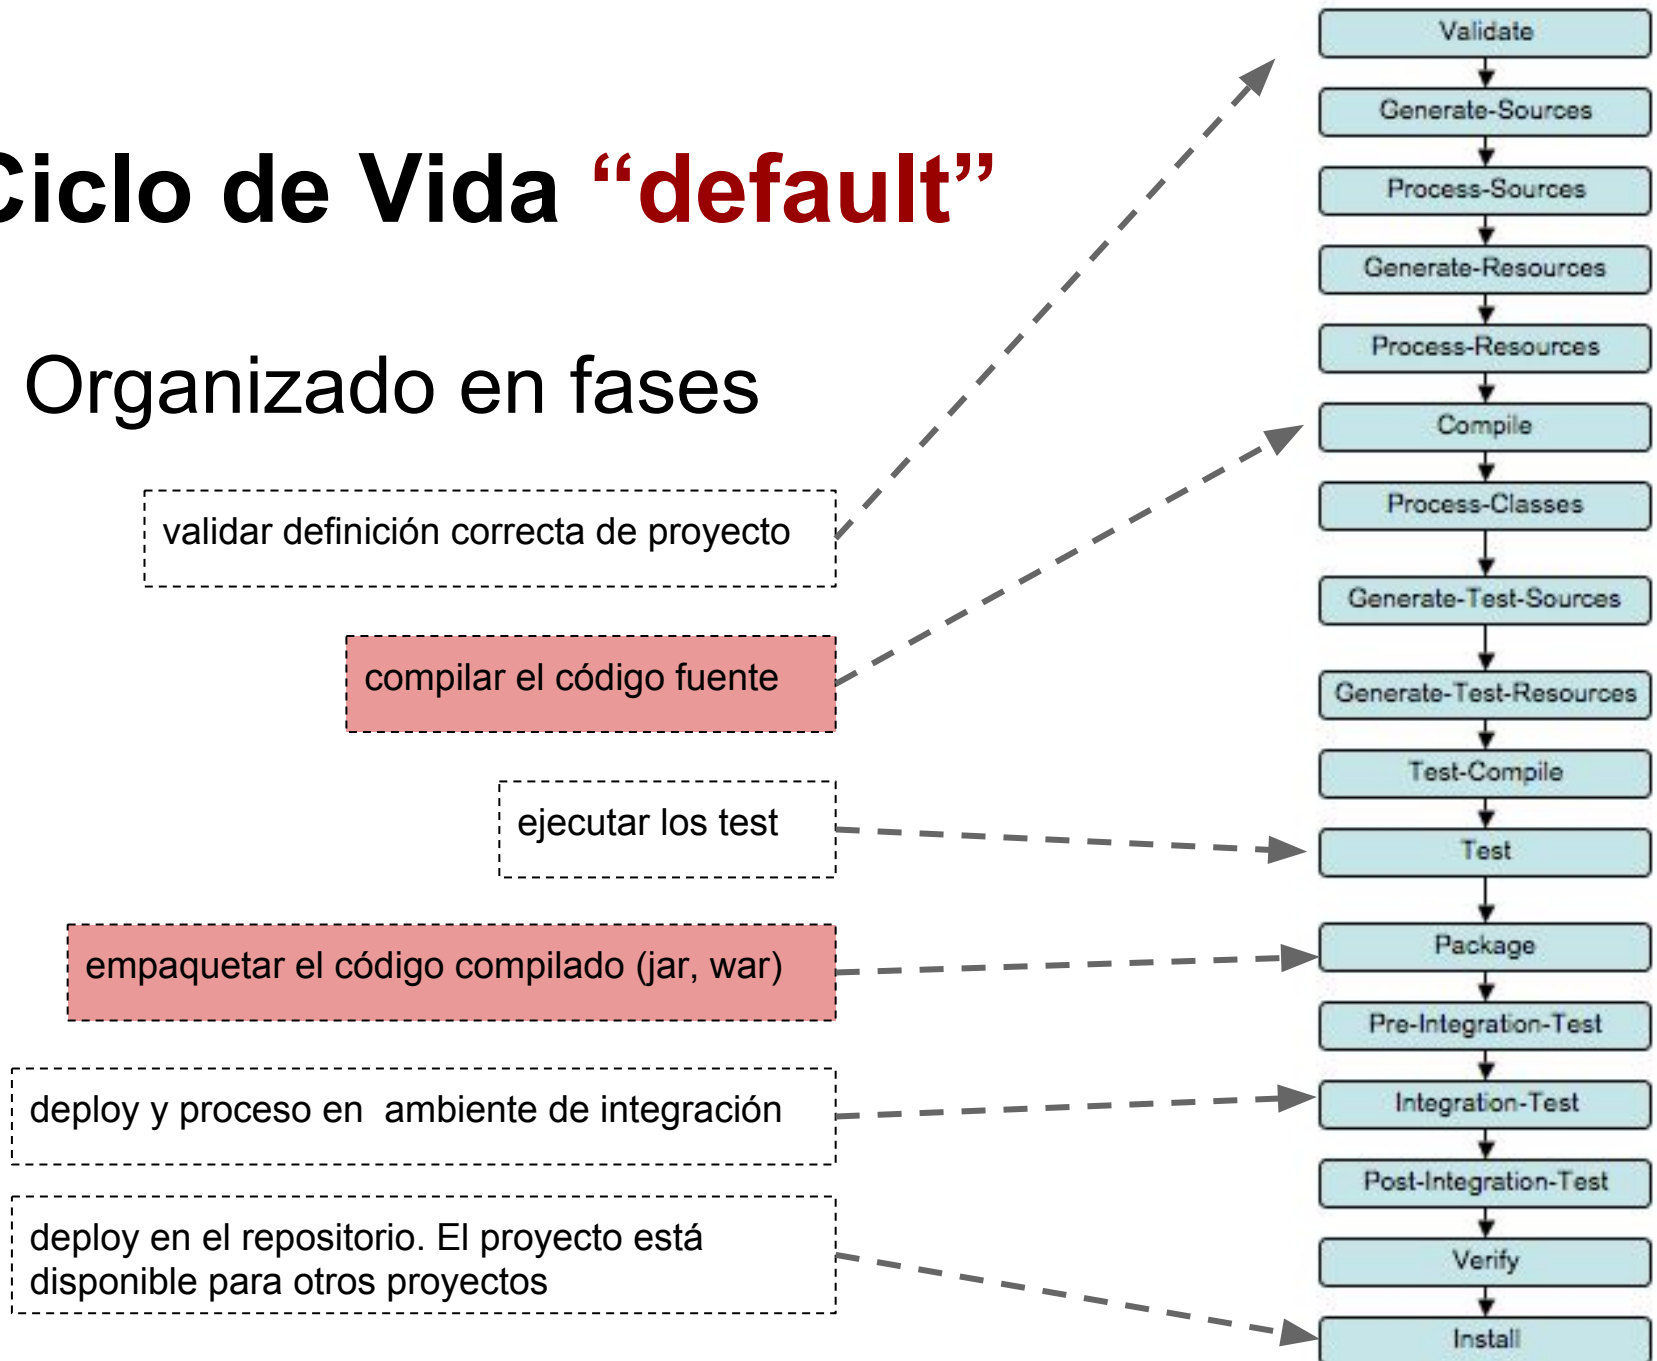 Ciclo de Vida “default”
Organizado en fases
validar definición correcta de proyecto
compilar el código fuente
ejecutar los test
empaquetar el código compilado (jar, war)
deploy y proceso en  ambiente de integración
deploy en el repositorio. El proyecto está
disponible para otros proyectos
Validate
Generate-Sources
Process-Sources
Generate-Resources
Process-Resources
Compile
Process-Classes
Generate-Test-Sources
Generate-Test-Resources
Test-Compile
Test
Package
Pre-Integration-Test
Integration-Test
Post-Integration-Test
Verify
Install